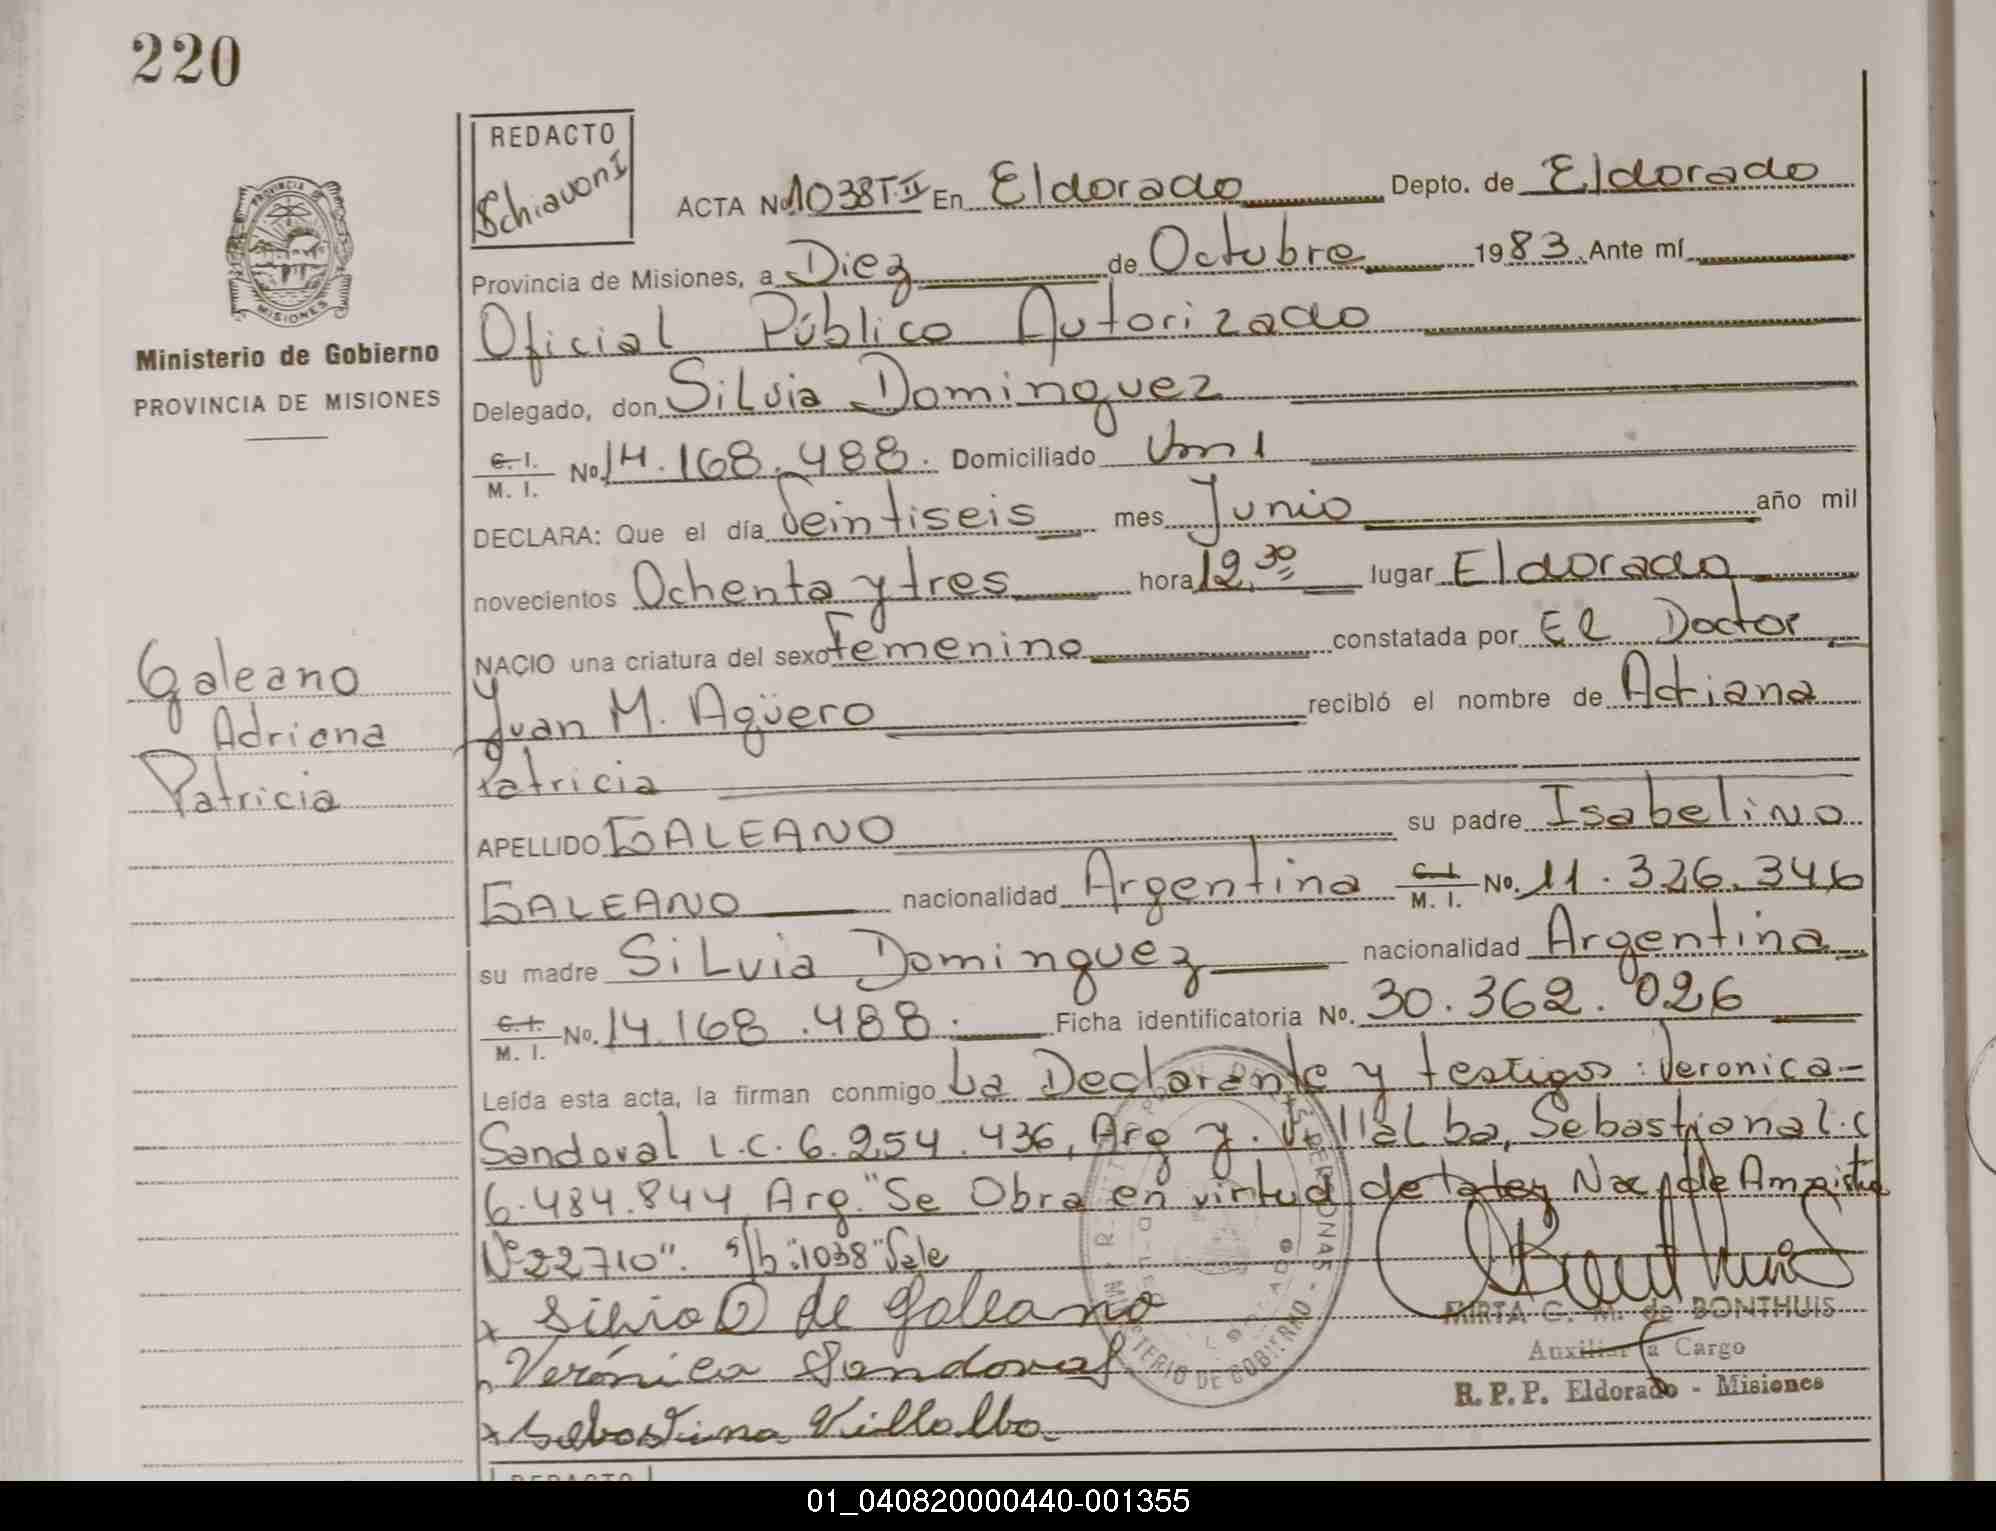 220
REDACTO
Schiavoni
ACTA No 1038 T-II En Eldorado Depto. de Eldorado
Provincia de Misiones, a Diez de Octubre 1983. Ante mí
Oficial Público Autorizado
Delegado, don Silvia Dominguez
C. I. M. I. No. 14.168.488. Domiciliado km 1
DECLARA: Que el día Veintiseis mes Junio año mil
novecientos Ochenta y tres hora 12,30 lugar Eldorado
NACIO una criatura del sexo femenino constatada por El Doctor
Juan M. Agüero recibió el nombre de Adriana
Patricia
APELLIDO GALEANO su padre Isabelino
GALEANO nacionalidad Argentina C. I. M. I. No. 11.326.346
su madre Silvia Dominguez nacionalidad Argentina
C. I. M. I. No. 14.168.488. Ficha identificatoria No. 30.362.026
Leída esta acta, la firman conmigo La Declarante y testigos: Veronica-
Sandoval L.C. 6.254.436, Arg y. Villalba, Sebastiana L.C
6.484.844 Arg. "Se Obra en virtud de la ley Nac. de Amnistia
Nº 22710". s/b: "1038" Vale
x Silvia D de Galeano
Verónica Sandoval
x Sebastiana Villalba
MIRTA G. M. de BONTHUIS
Auxiliar a Cargo
R. P. P. Eldorado - Misiones
PROVINCIA DE
MISIONES
Ministerio de Gobierno
PROVINCIA DE MISIONES
Galeano
Adriana
Patricia
MINISTERIO DE GOBIERNO
REDACTO
01_040820000440-001355